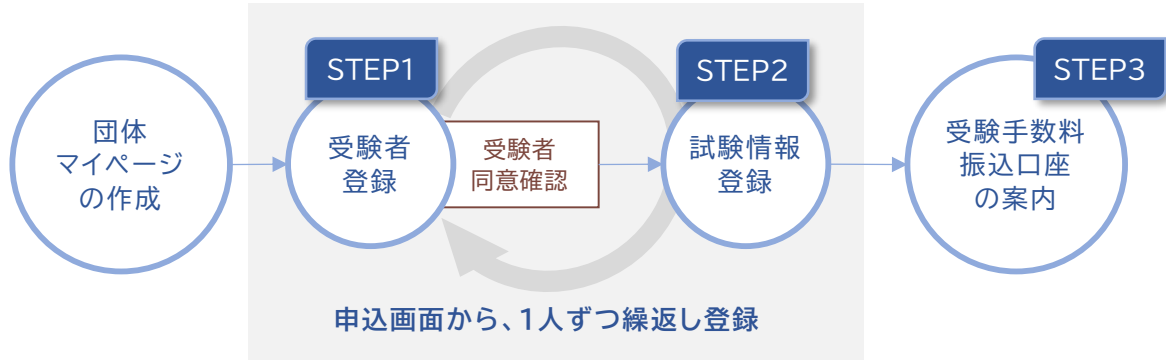 団体
マイページ
の作成
STEP1
受験者
登録
受験者
同意確認
STEP2
試験情報
登録
STEP3
受験手数料
振込口座
の案内
申込画面から、1人ずつ繰返し登録